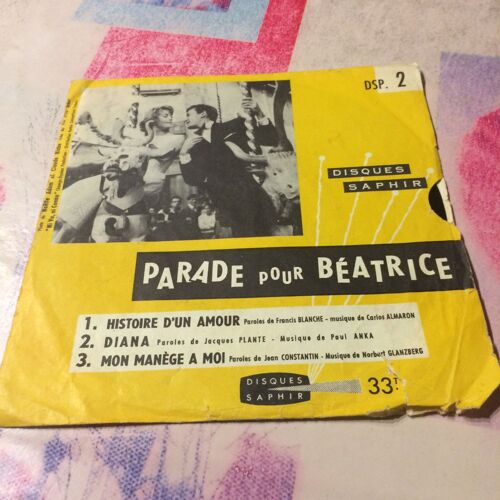 DSP. 2
DISQUES
SAPHIR
PARADE POUR BÉATRICE
1. HISTOIRE D'UN AMOUR Paroles de Francis BLANCHE - musique de Carlos ALMARON
2. DIANA Paroles de Jacques PLANTE - Musique de Paul ANKA
3. MON MANÈGE A MOI Paroles de Jean CONSTANTIN - Musique de Norbert GLANZBERG
DISQUES
SAPHIR
33T